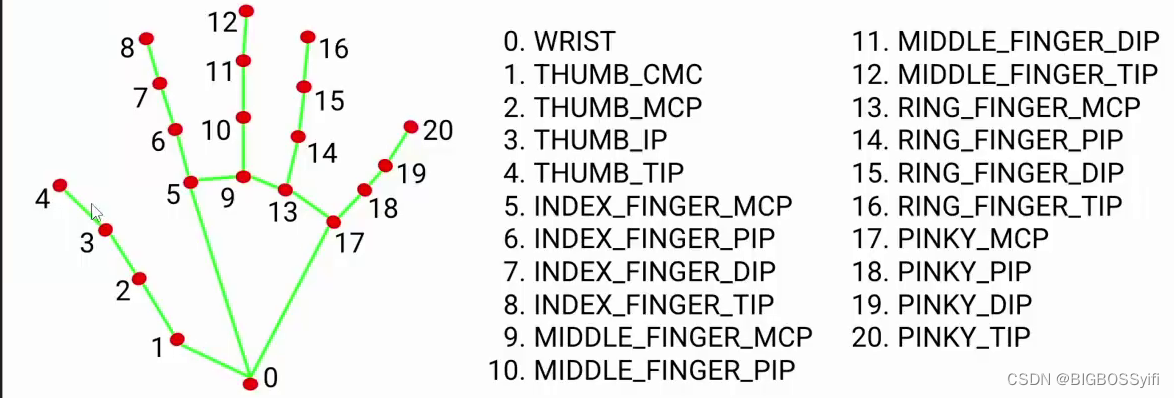 12
8
16
11
7
15
10
20
6
14
19
4
5
9
13
18
3
17
2
1
0
0. WRIST
1. THUMB_CMC
2. THUMB_MCP
3. THUMB_IP
4. THUMB_TIP
5. INDEX_FINGER_MCP
6. INDEX_FINGER_PIP
7. INDEX_FINGER_DIP
8. INDEX_FINGER_TIP
9. MIDDLE_FINGER_MCP
10. MIDDLE_FINGER_PIP
11. MIDDLE_FINGER_DIP
12. MIDDLE_FINGER_TIP
13. RING_FINGER_MCP
14. RING_FINGER_PIP
15. RING_FINGER_DIP
16. RING_FINGER_TIP
17. PINKY_MCP
18. PINKY_PIP
19. PINKY_DIP
20. PINKY_TIP
CSDN @BIGBOSSyifi